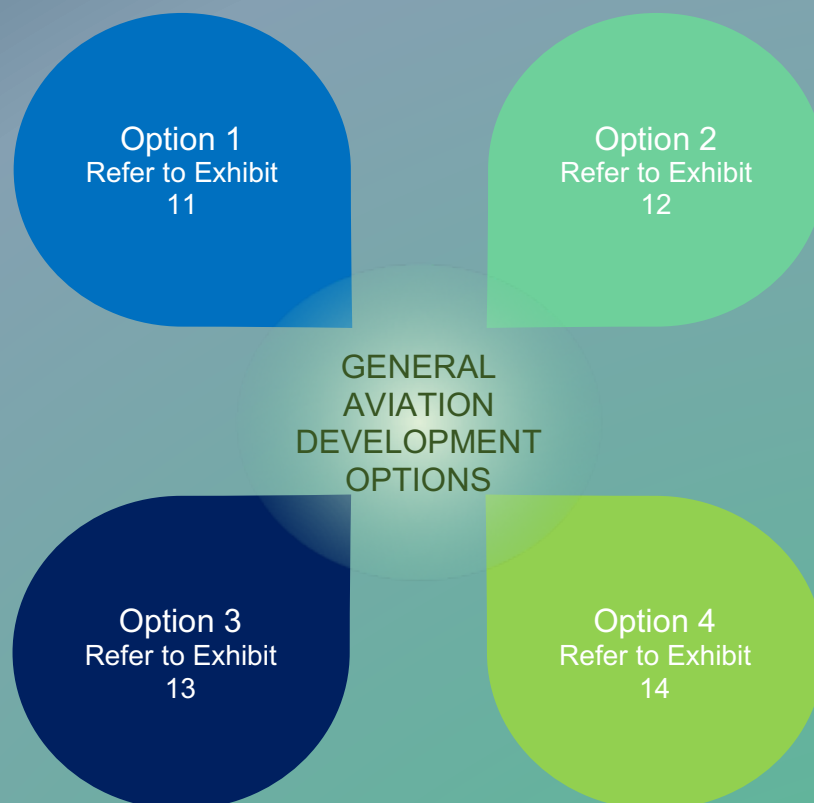 Option 1
Refer to Exhibit
11
Option 2
Refer to Exhibit
12
GENERAL
AVIATION
DEVELOPMENT
OPTIONS
Option 3
Refer to Exhibit
13
Option 4
Refer to Exhibit
14